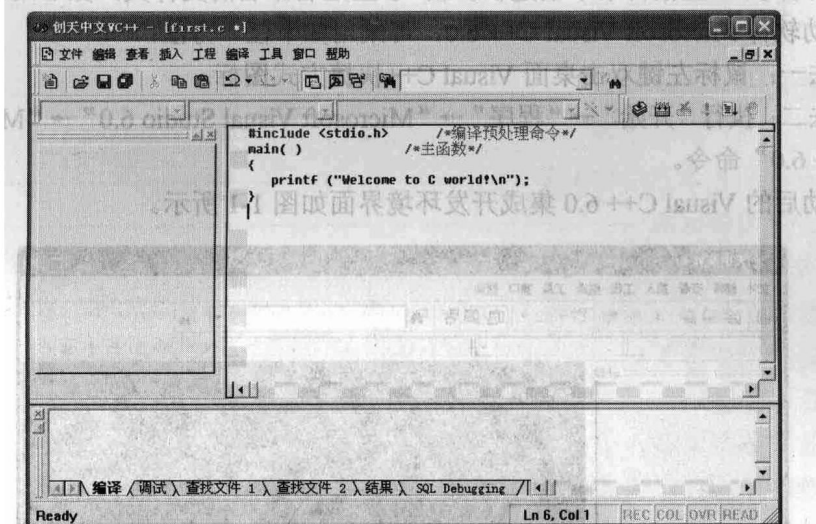 创天中文VC++ - [first.c *]
文件 编辑 查看 插入 工程 编译 工具 窗口 帮助
#include <stdio.h> /*编译预处理命令*/
main( ) /*主函数*/
{
printf ("Welcome to C world!\n");
}
编译 调试 查找文件 1 查找文件 2 结果 SQL Debugging
Ready Ln 6, Col 1 REC COL OVR READ